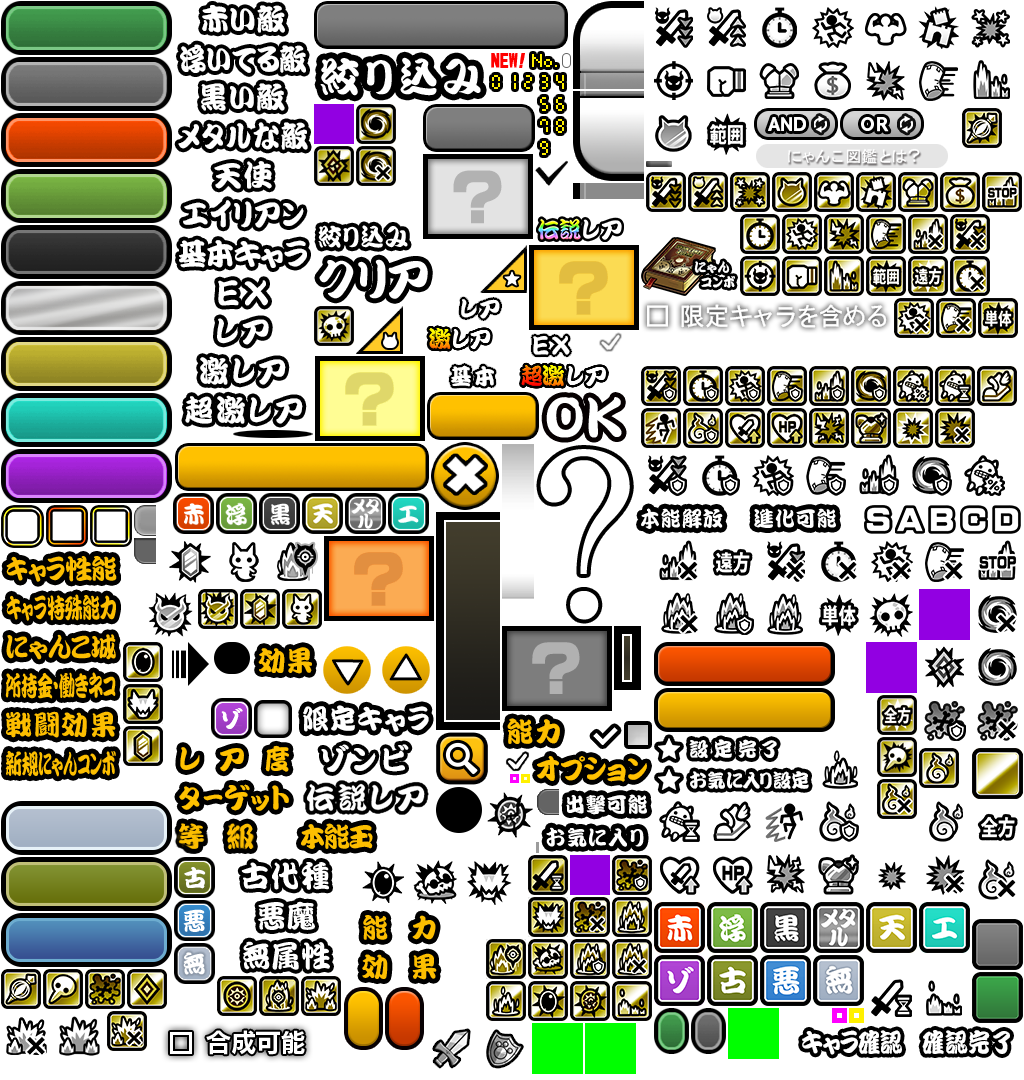 赤い敵
浮いてる敵
黒い敵
メタルな敵
天使
エイリアン
基本キャラ
EX
レア
激レア
超激レア
絞り込み
NEW!
No.
0 1 2 3 4
5 6
9 8
9
絞り込み
クリア
?
伝説レア
?
レア
激レア
EX
基本
超激レア
?
OK
赤
浮
黒
天
メタル
エ
?
?
?
キャラ性能
キャラ特殊能力
にゃんこ城
所持金・働きネコ
戦闘効果
新規にゃんコンボ
効果
ゾ
限定キャラ
レア度
ゾンビ
ターゲット
伝説レア
等級
本能玉
能力
オプション
出撃可能
お気に入り
古
悪
無
古代種
悪魔
無属性
能力
効果
合成可能
$
範囲
AND
OR
にゃんこ図鑑とは?
$
STOP
にゃん
コンボ
範囲
遠方
限定キャラを含める
単体
HP
%
本能解放
進化可能
S A B C D
遠方
STOP
単体
全方
設定完了
お気に入り設定
全方
HP
赤
浮
黒
メタル
天
エ
ゾ
古
悪
無
キャラ確認
確認完了